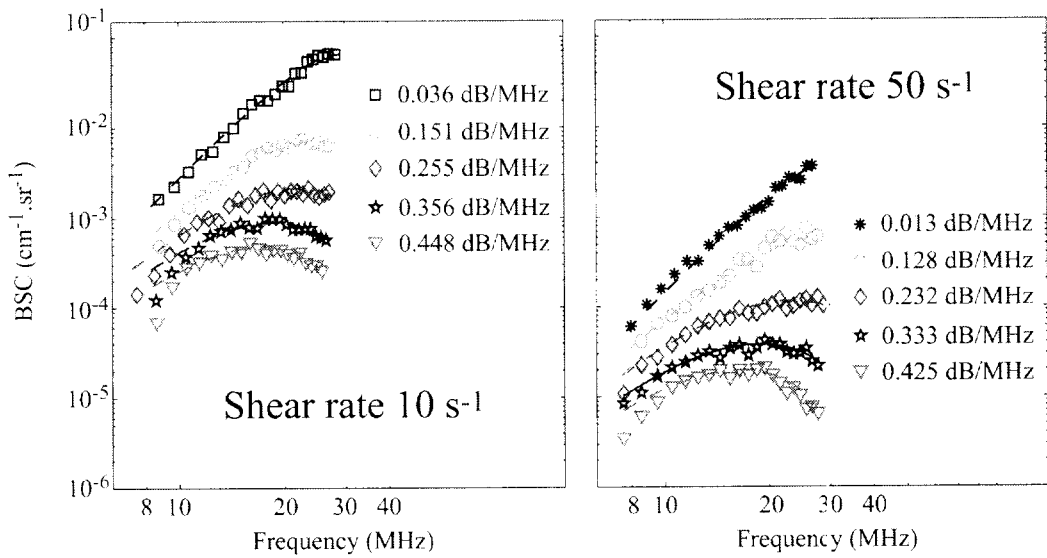 10-1
10-2
10-3
10-4
10-5
10-6
BSC (cm-1.sr-1)
0.036 dB/MHz
0.151 dB/MHz
0.255 dB/MHz
0.356 dB/MHz
0.448 dB/MHz
Shear rate 10 s-1
8 10 20 30 40
Frequency (MHz)
Shear rate 50 s-1
0.013 dB/MHz
0.128 dB/MHz
0.232 dB/MHz
0.333 dB/MHz
0.425 dB/MHz
8 10 20 30 40
Frequency (MHz)